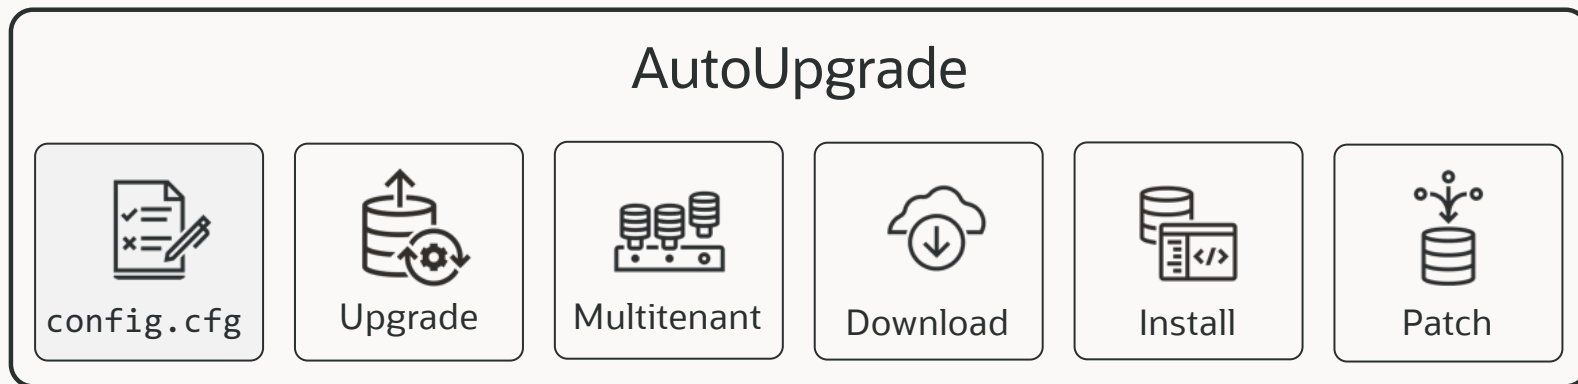 AutoUpgrade
config.cfg
Upgrade
Multitenant
Download
Install
Patch